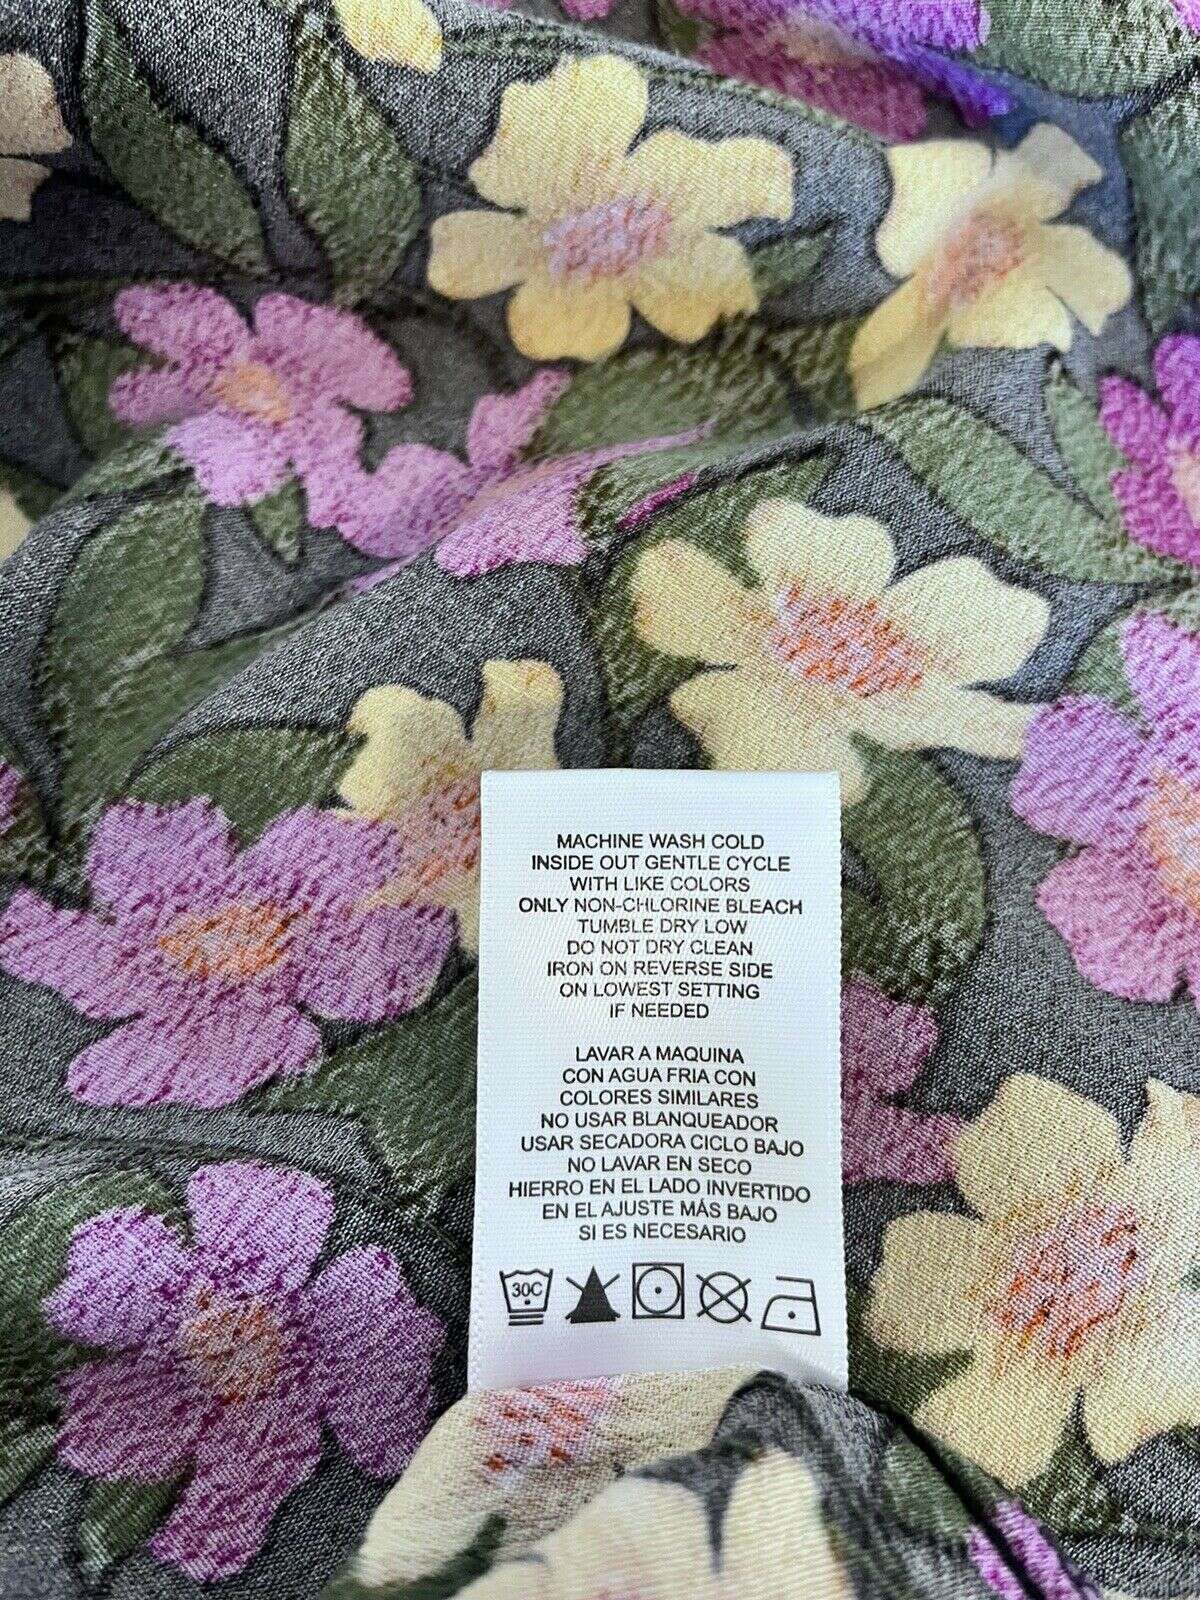 MACHINE WASH COLD
INSIDE OUT GENTLE CYCLE
WITH LIKE COLORS
ONLY NON-CHLORINE BLEACH
TUMBLE DRY LOW
DO NOT DRY CLEAN
IRON ON REVERSE SIDE
ON LOWEST SETTING
IF NEEDED
LAVAR A MAQUINA
CON AGUA FRIA CON
COLORES SIMILARES
NO USAR BLANQUEADOR
USAR SECADORA CICLO BAJO
NO LAVAR EN SECO
HIERRO EN EL LADO INVERTIDO
EN EL AJUSTE MÁS BAJO
SI ES NECESARIO
30C